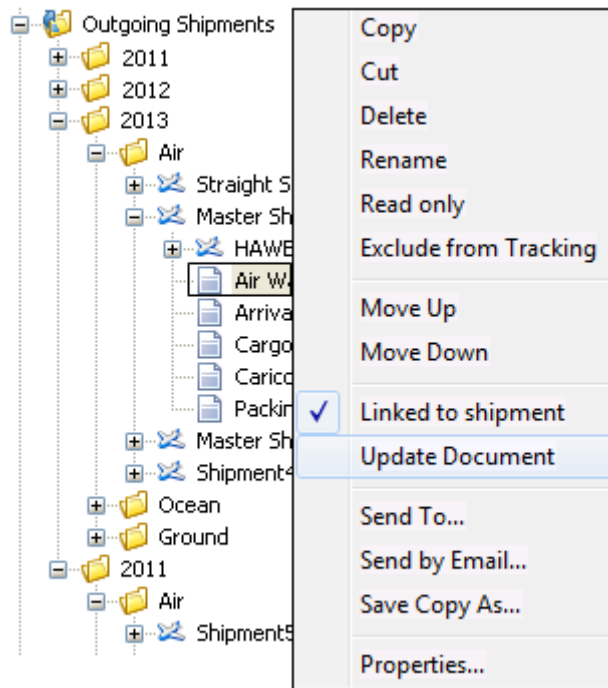 Outgoing Shipments
2011
2012
2013
Air
Straight S
Master Sh
HAWB
Air W
Arriva
Cargo
Carico
Packin
Master Sh
Shipment4
Ocean
Ground
2011
Air
Shipment5
Copy
Cut
Delete
Rename
Read only
Exclude from Tracking
Move Up
Move Down
Linked to shipment
Update Document
Send To...
Send by Email...
Save Copy As...
Properties...